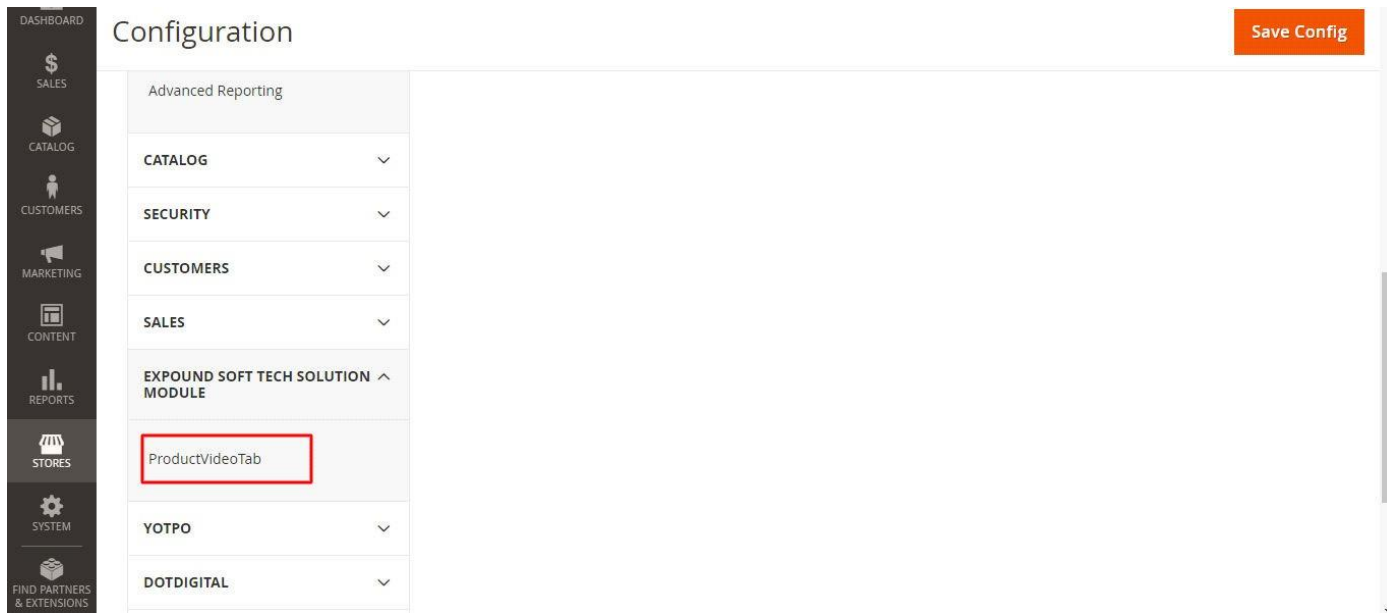 DASHBOARD
SALES
CATALOG
CUSTOMERS
MARKETING
CONTENT
REPORTS
STORES
SYSTEM
FIND PARTNERS
& EXTENSIONS
Configuration
Save Config
Advanced Reporting
CATALOG
SECURITY
CUSTOMERS
SALES
EXPOUND SOFT TECH SOLUTION
MODULE
ProductVideoTab
YOTPO
DOTDIGITAL